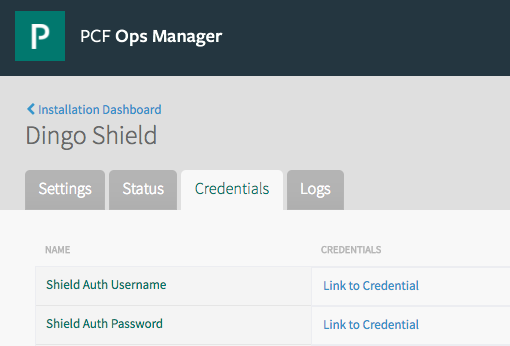 P PCF Ops Manager
Installation Dashboard
Dingo Shield
Settings Status Credentials Logs
NAME CREDENTIALS
Shield Auth Username Link to Credential
Shield Auth Password Link to Credential